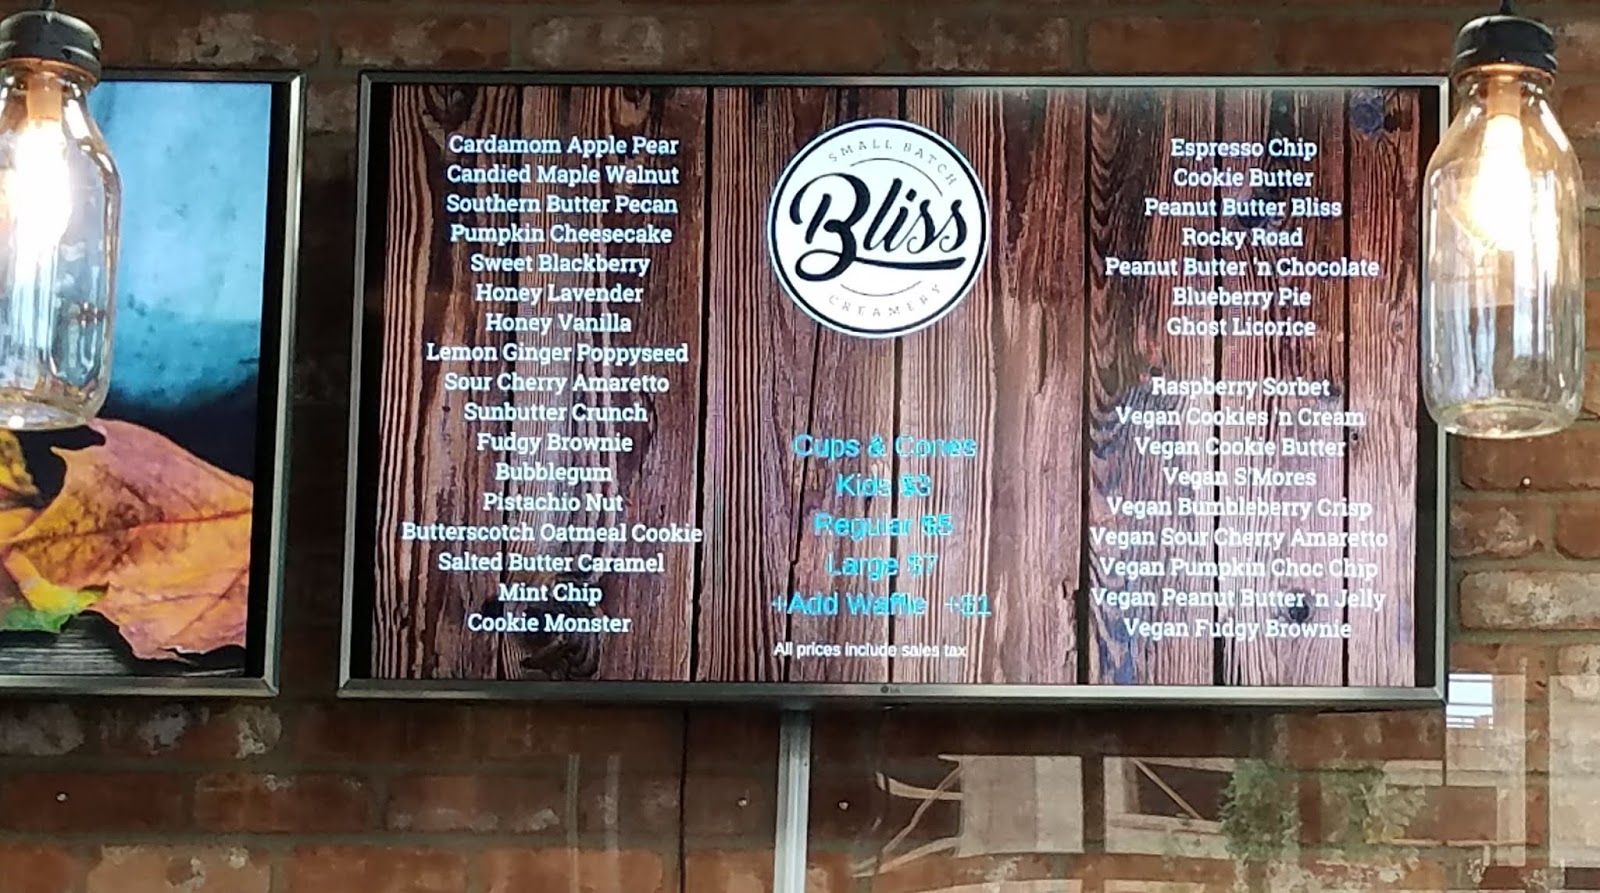 Cardamom Apple Pear
Candied Maple Walnut
Southern Butter Pecan
Pumpkin Cheesecake
Sweet Blackberry
Honey Lavender
Honey Vanilla
Lemon Ginger Poppyseed
Sour Cherry Amaretto
Sunbutter Crunch
Fudgy Brownie
Bubblegum
Pistachio Nut
Butterscotch Oatmeal Cookie
Salted Butter Caramel
Mint Chip
Cookie Monster
SMALL BATCH
Bliss
CREAMERY
Cups & Cones
Kids $3
Regular $5
Large $7
+Add Waffle +$1
All prices include sales tax
Espresso Chip
Cookie Butter
Peanut Butter Bliss
Rocky Road
Peanut Butter 'n Chocolate
Blueberry Pie
Ghost Licorice
Raspberry Sorbet
Vegan Cookies 'n Cream
Vegan Cookie Butter
Vegan S'Mores
Vegan Bumbleberry Crisp
Vegan Sour Cherry Amaretto
Vegan Pumpkin Choc Chip
Vegan Peanut Butter 'n Jelly
Vegan Fudgy Brownie
LG